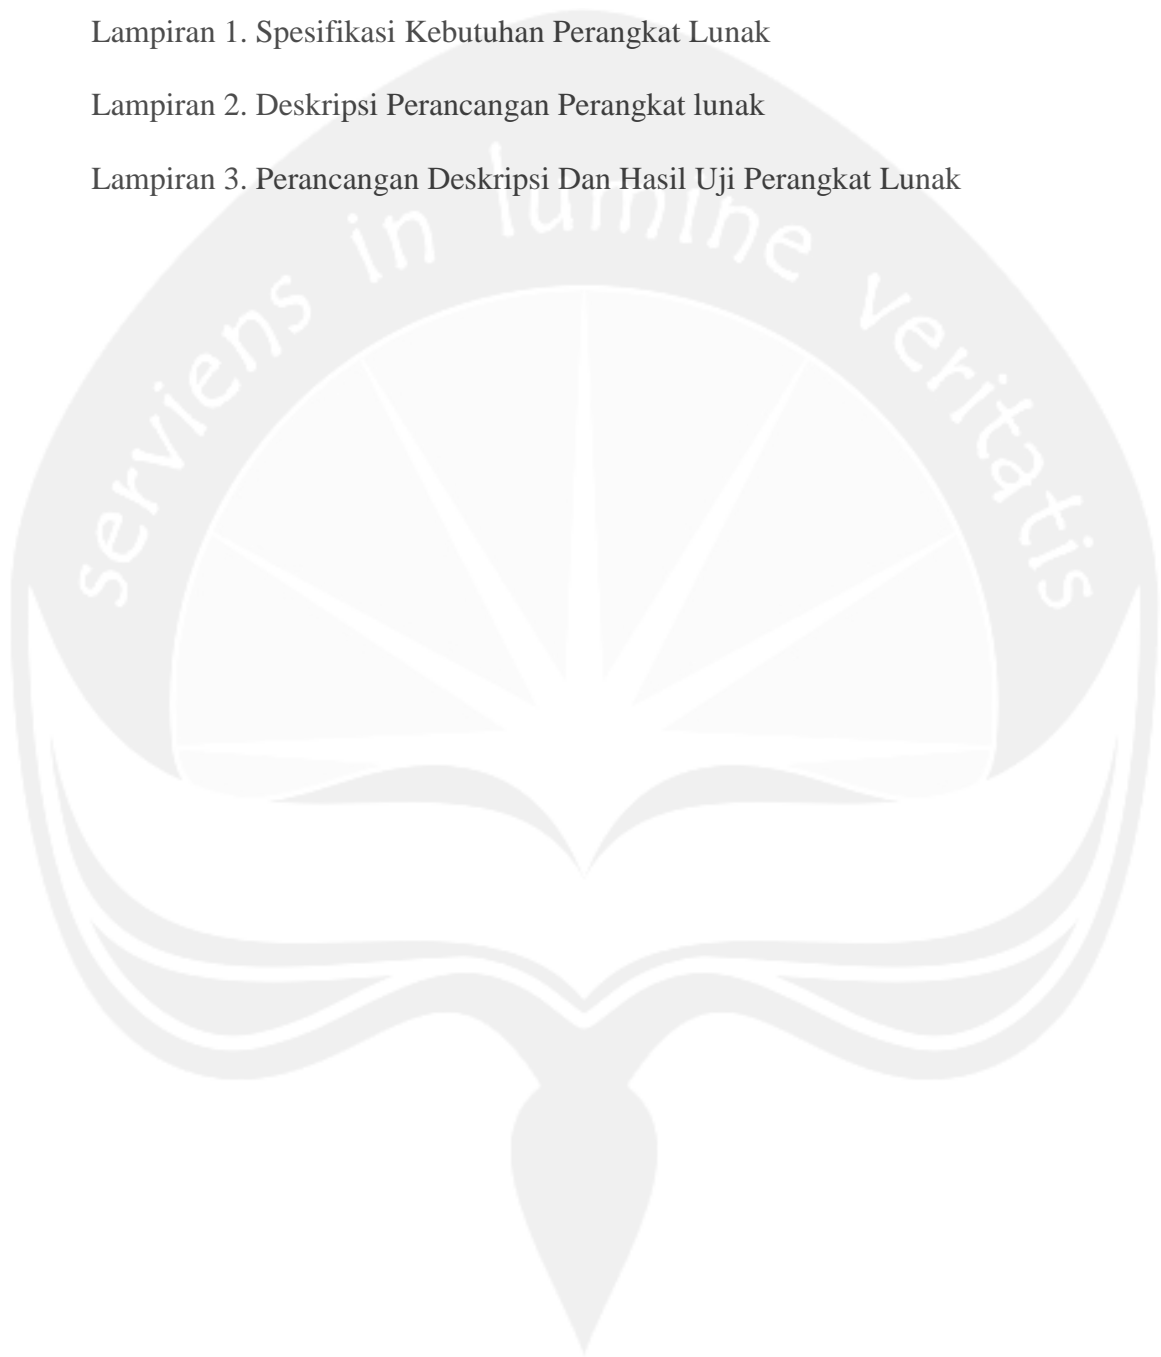 Lampiran 1. Spesifikasi Kebutuhan Perangkat Lunak
Lampiran 2. Deskripsi Perancangan Perangkat lunak
Lampiran 3. Perancangan Deskripsi Dan Hasil Uji Perangkat Lunak
serviens in lumine veritatis